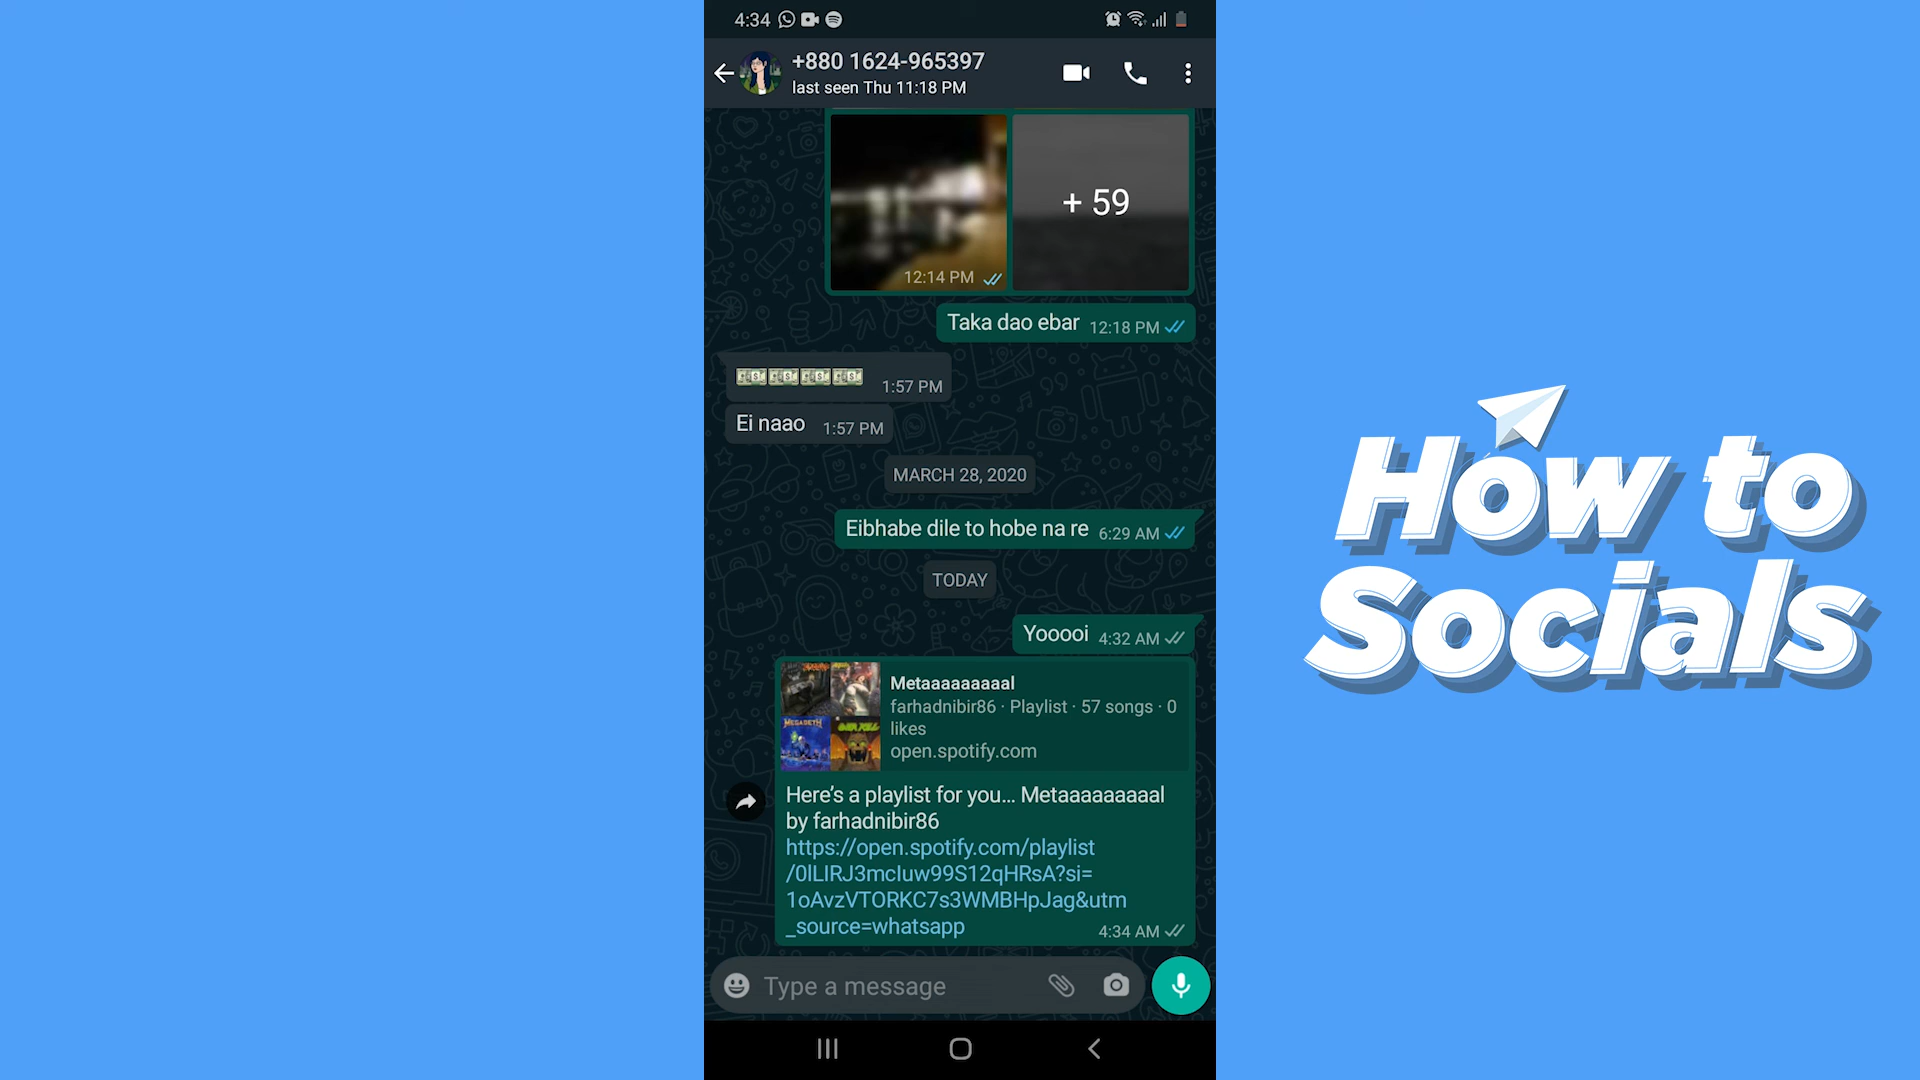 4:34
+880 1624-965397
last seen Thu 11:18 PM
+ 59
12:14 PM
Taka dao ebar 12:18 PM
1:57 PM
Ei naao 1:57 PM
MARCH 28, 2020
Eibhabe dile to hobe na re 6:29 AM
TODAY
Yooooi 4:32 AM
Metaaaaaaaaal
farhadnibir86 · Playlist · 57 songs · 0
likes
open.spotify.com
MEGADETH
Here's a playlist for you... Metaaaaaaaaal
by farhadnibir86
https://open.spotify.com/playlist
/0lLIRJ3mcIuw99S12qHRsA?si=
1oAvzVTORKC7s3WMBHpJag&utm
_source=whatsapp
4:34 AM
Type a message
How to
Socials